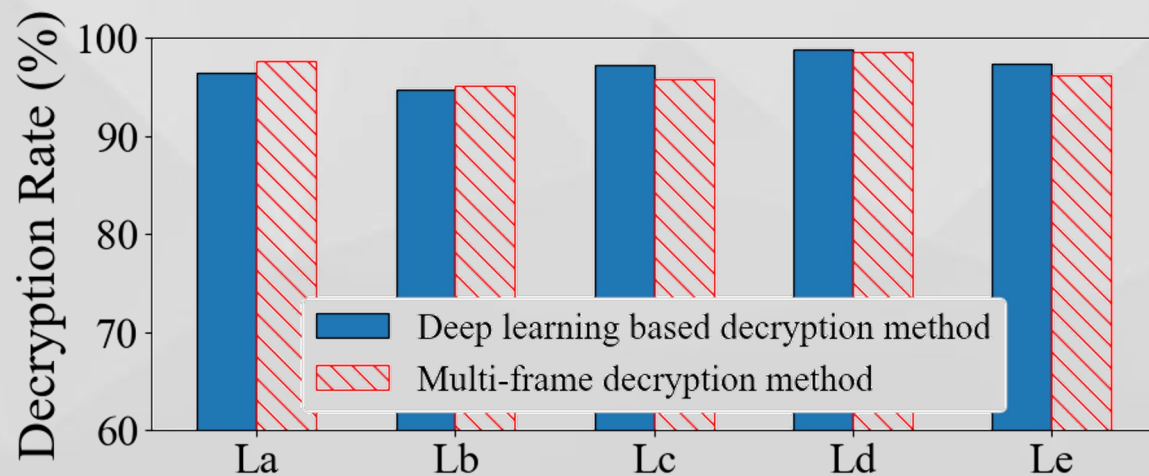 Decryption Rate (%)
100
90
80
70
60
Deep learning based decryption method
Multi-frame decryption method
La Lb Lc Ld Le